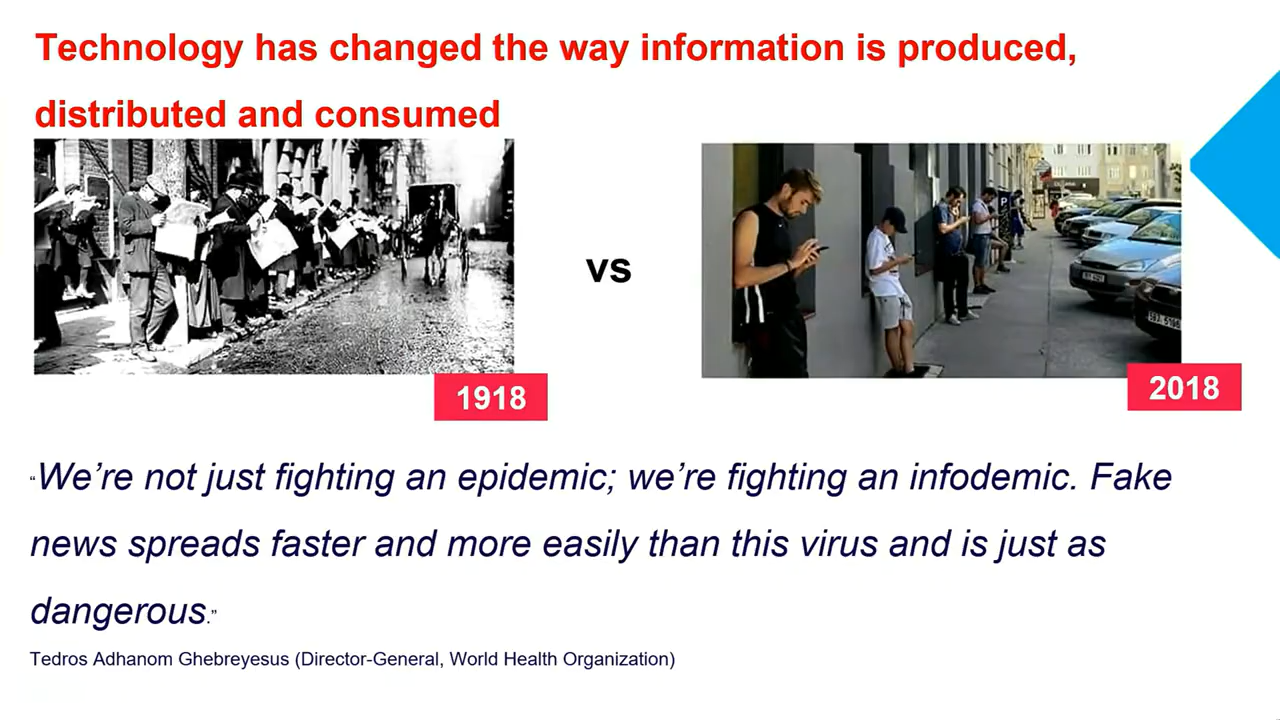 Technology has changed the way information is produced,
distributed and consumed
vs
1918
2018
“We’re not just fighting an epidemic; we’re fighting an infodemic. Fake
news spreads faster and more easily than this virus and is just as
dangerous.”
Tedros Adhanom Ghebreyesus (Director-General, World Health Organization)